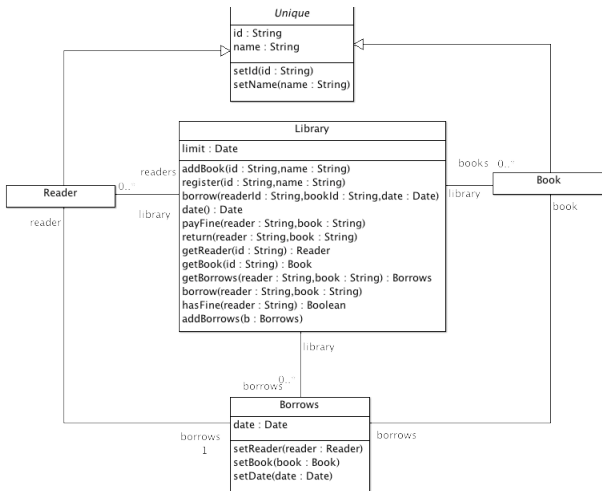 Unique
id : String
name : String
setId(id : String)
setName(name : String)
Library
limit : Date
addBook(id : String,name : String)
register(id : String,name : String)
borrow(readerId : String,bookId : String,date : Date)
date() : Date
payFine(reader : String,book : String)
return(reader : String,book : String)
getReader(id : String) : Reader
getBook(id : String) : Book
getBorrows(reader : String,book : String) : Borrows
borrow(reader : String,book : String)
hasFine(reader : String) : Boolean
addBorrows(b : Borrows)
readers
0..*
library
Reader
reader
books
0..*
library
Book
book
library
0..*
borrows
Borrows
date : Date
setReader(reader : Reader)
setBook(book : Book)
setDate(date : Date)
borrows
1
borrows